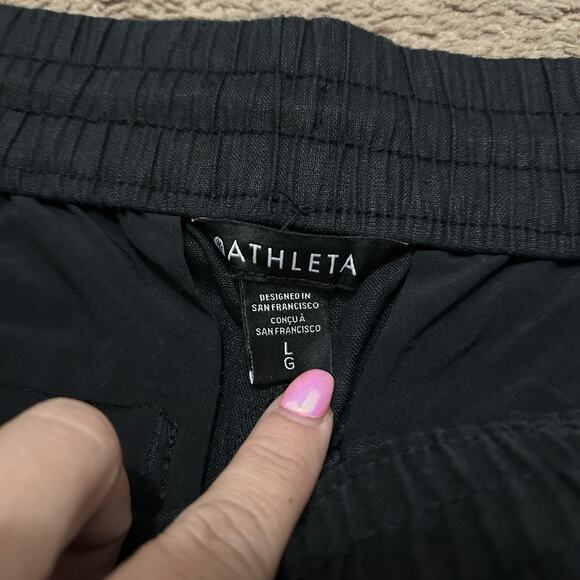 ATHLETA
DESIGNED IN
SAN FRANCISCO
CONÇU À
SAN FRANCISCO
L
G